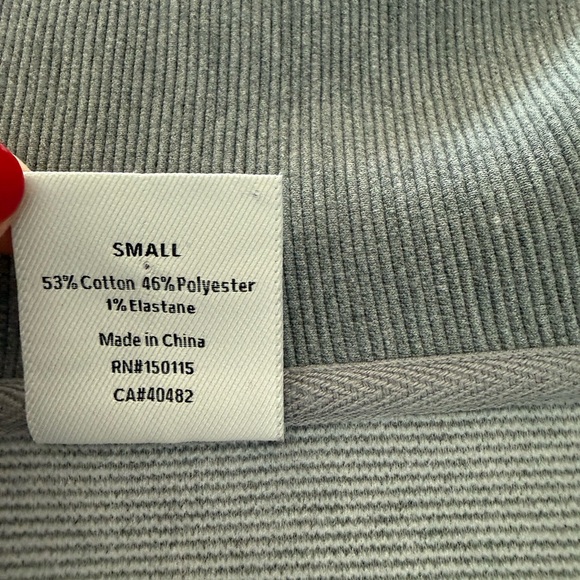 SMALL
53% Cotton 46% Polyester
1% Elastane
Made in China
RN#150115
CA#40482